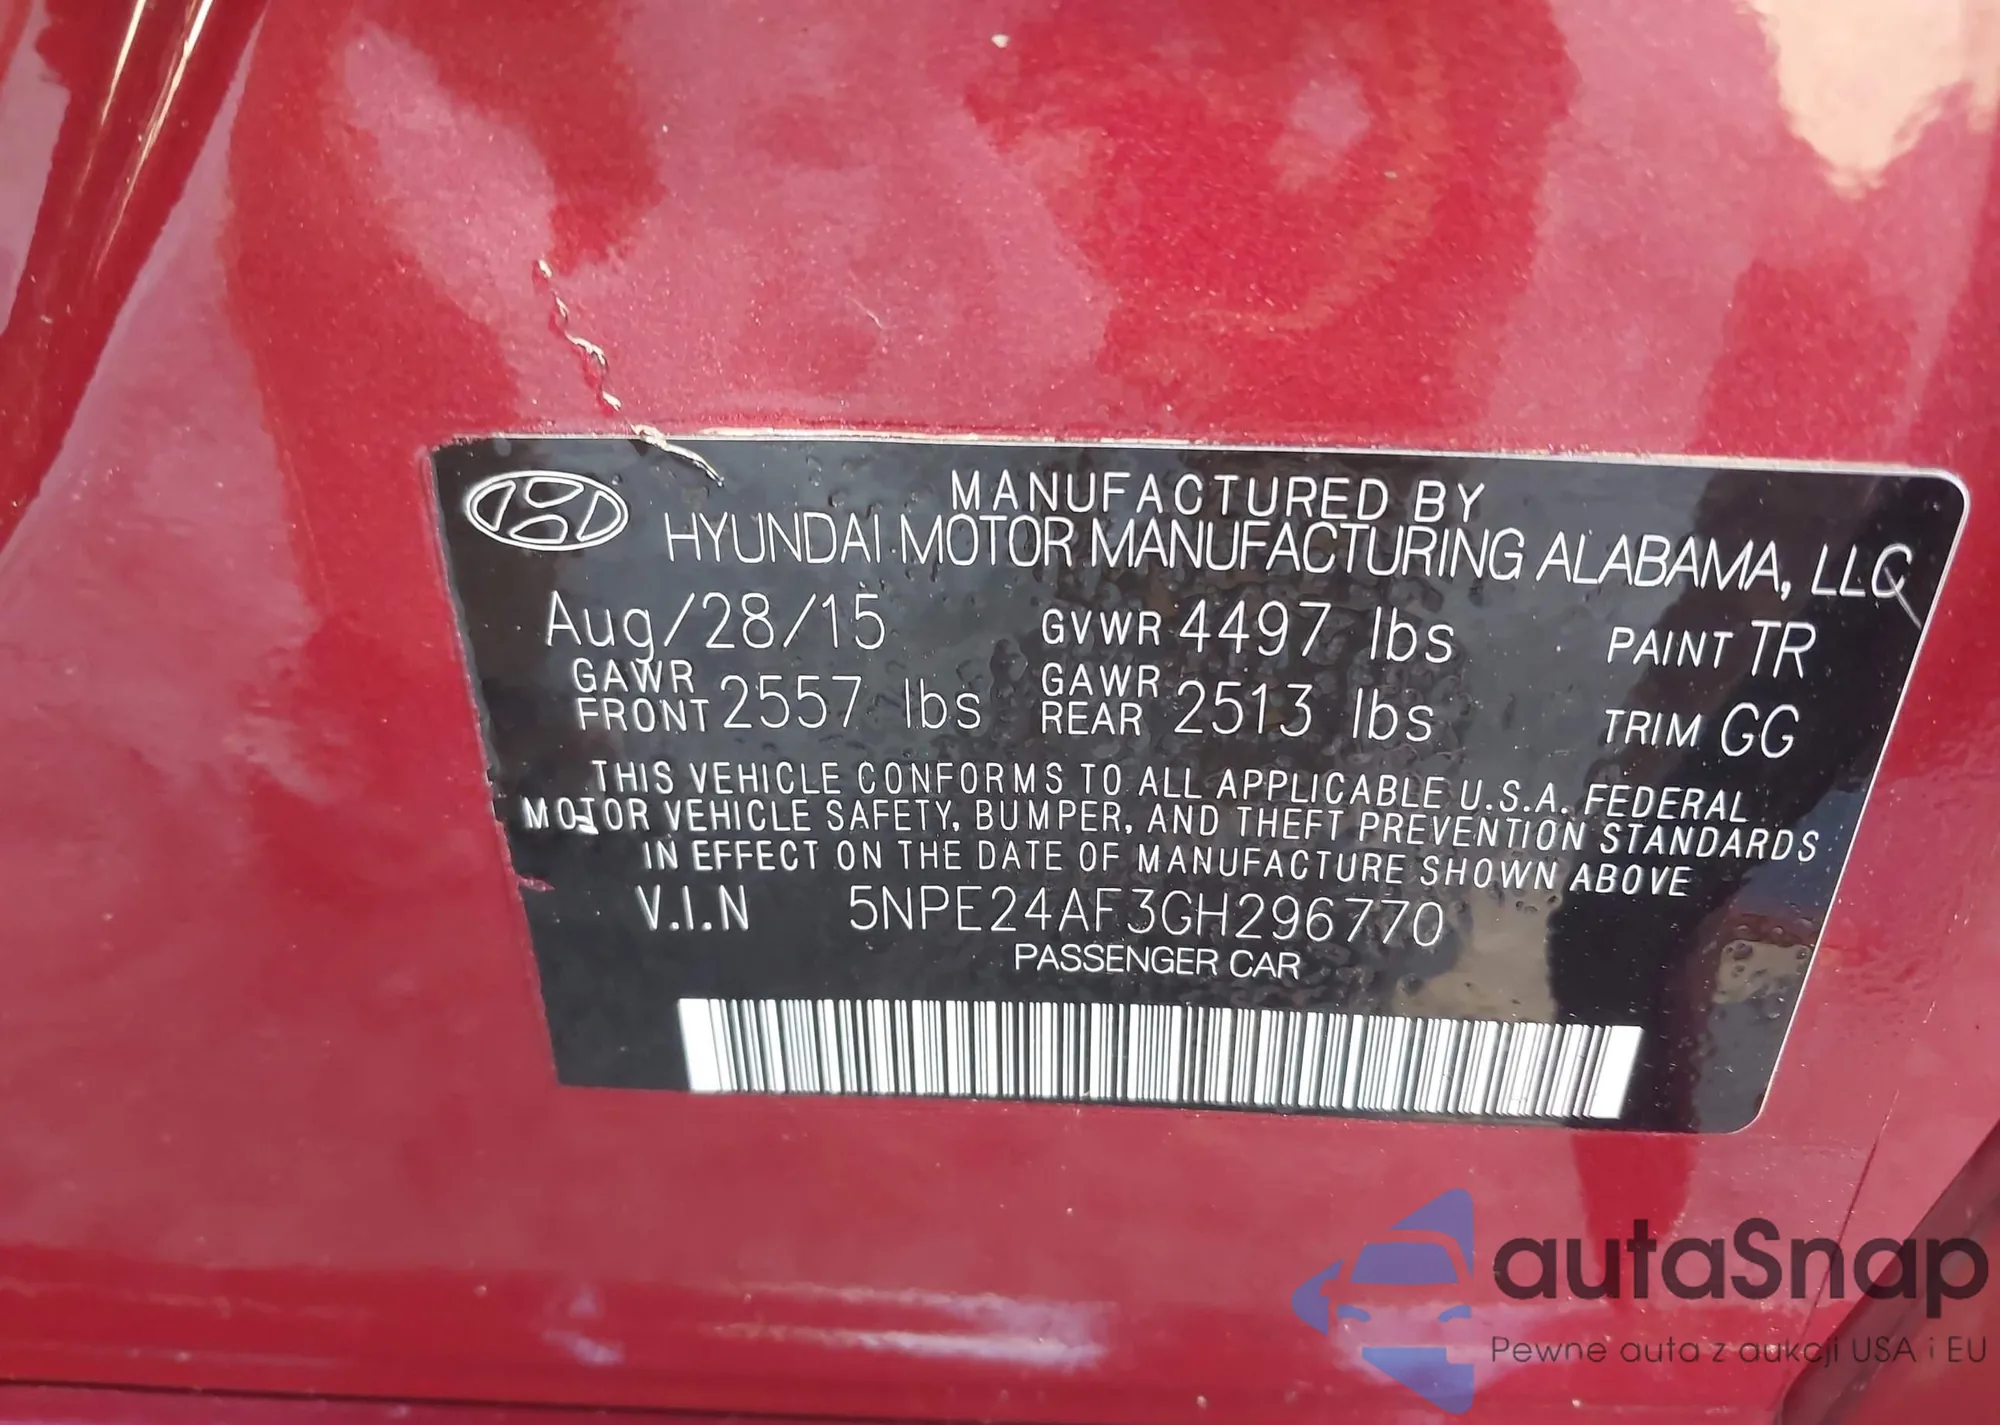 MANUFACTURED BY
HYUNDAI MOTOR MANUFACTURING ALABAMA, LLC
Aug/28/15 GVWR 4497 lbs PAINT TR
GAWR FRONT 2557 lbs GAWR REAR 2513 lbs TRIM GG
THIS VEHICLE CONFORMS TO ALL APPLICABLE U.S.A. FEDERAL
MOTOR VEHICLE SAFETY, BUMPER, AND THEFT PREVENTION STANDARDS
IN EFFECT ON THE DATE OF MANUFACTURE SHOWN ABOVE
V.I.N 5NPE24AF3GH296770
PASSENGER CAR
autaSnap
Pewne auta z aukcji USA i EU